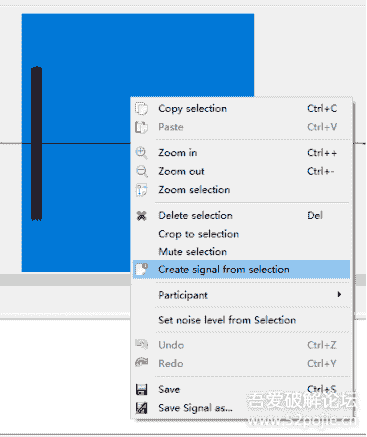 Copy selection Ctrl+C
Paste Ctrl+V
Zoom in Ctrl++
Zoom out Ctrl+-
Zoom selection
Delete selection Del
Crop to selection
Mute selection
Create signal from selection
Participant
Set noise level from Selection
Undo Ctrl+Z
Redo Ctrl+Y
Save Ctrl+S
Save Signal as...
吾爱破解论坛
www.52pojie.cn